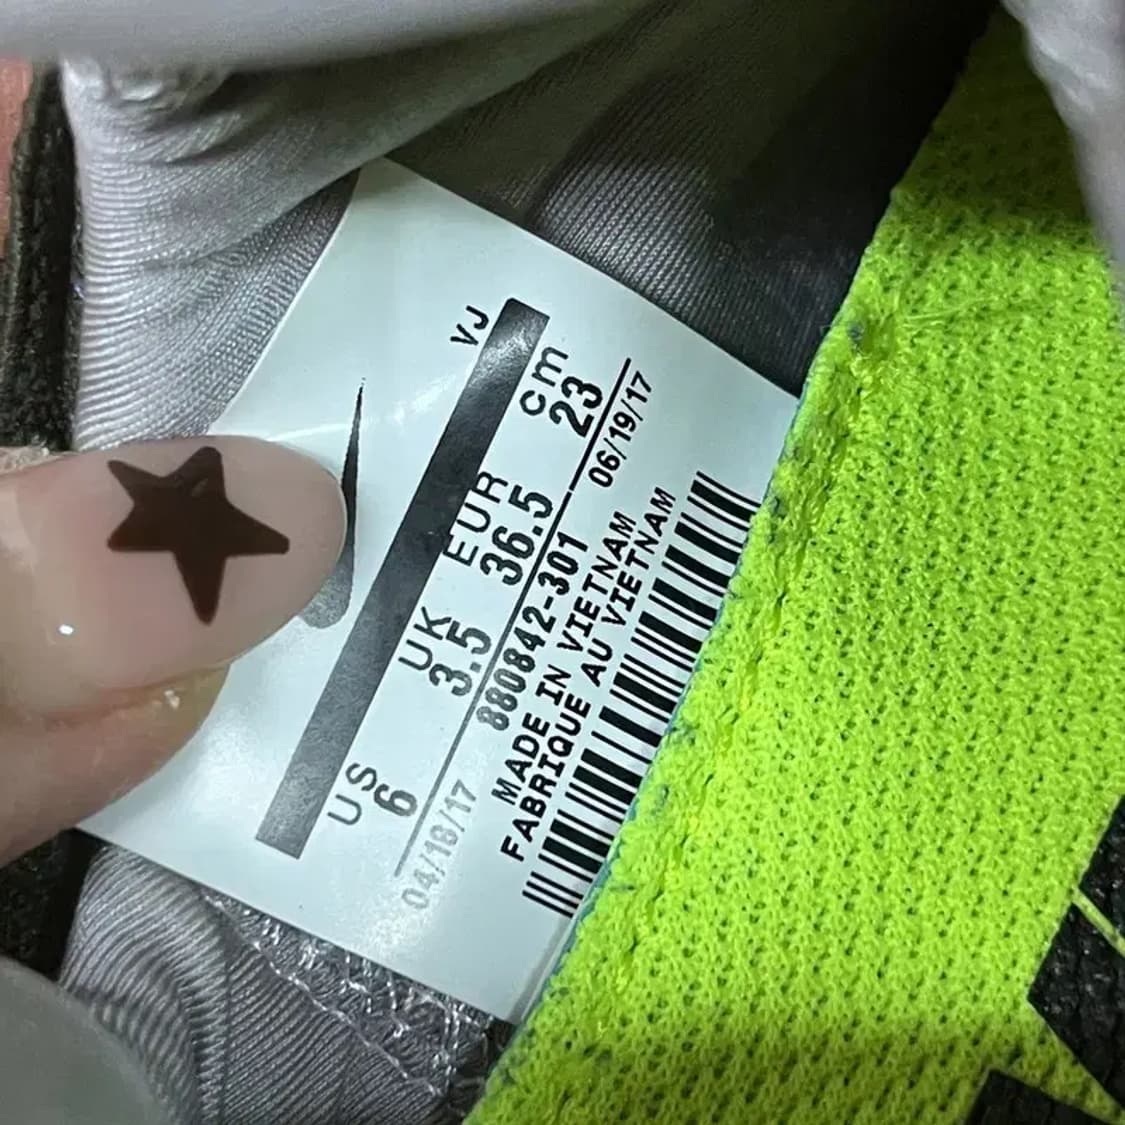 VJ
US UK EUR cm
6 3.5 36.5 23
04/16/17 880842-301 06/19/17
MADE IN VIETNAM
FABRIQUE AU VIETNAM